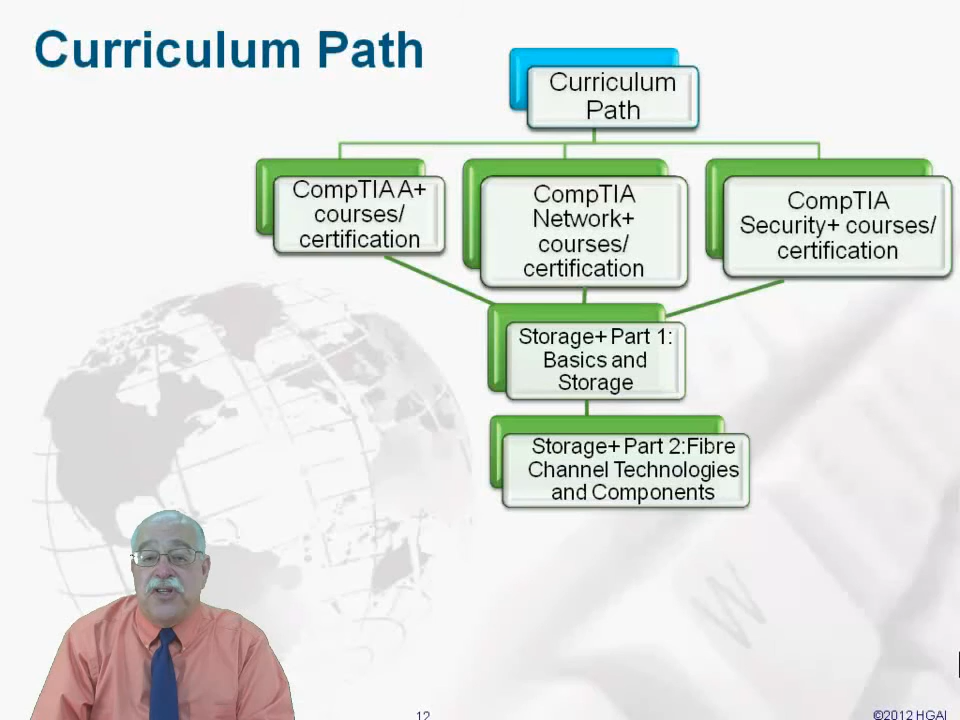 Curriculum Path
Curriculum
Path
CompTIA A+
courses/
certification
CompTIA
Network+
courses/
certification
CompTIA
Security+ courses/
certification
Storage+ Part 1:
Basics and
Storage
Storage+ Part 2:Fibre
Channel Technologies
and Components
W
12
©2012 HGAI